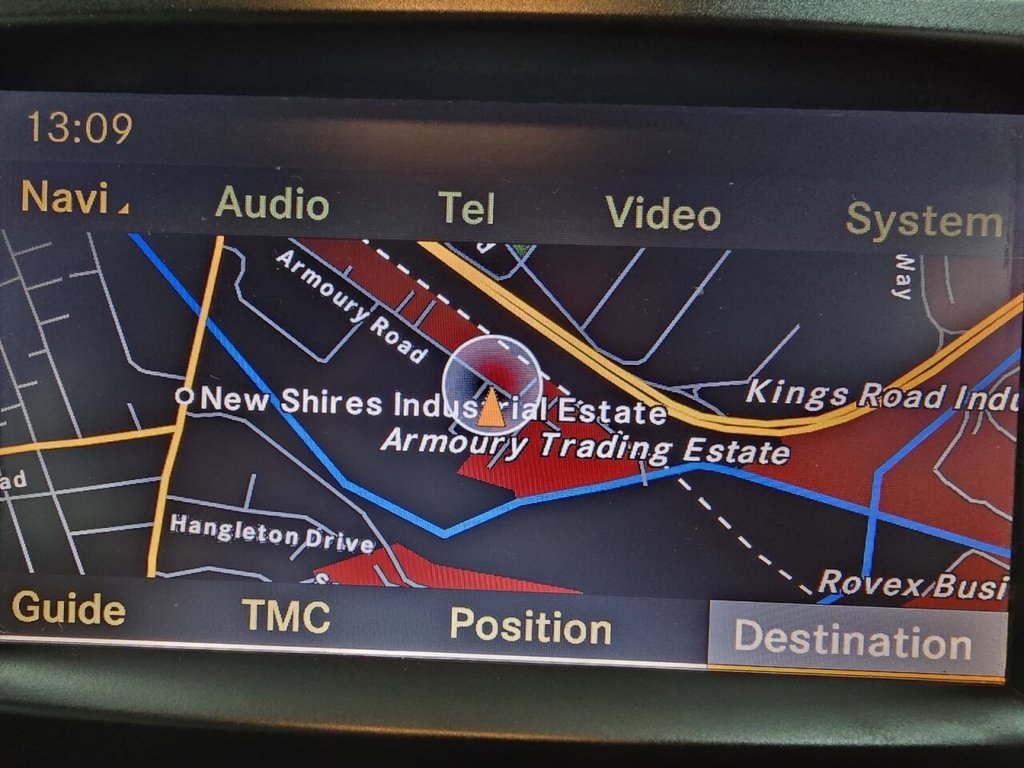 13:09
Navi Audio Tel Video System
Way
Armoury Road
New Shires Industrial Estate
Kings Road Indu
Armoury Trading Estate
ad
Hangleton Drive
Rovex Busi
Guide TMC Position Destination